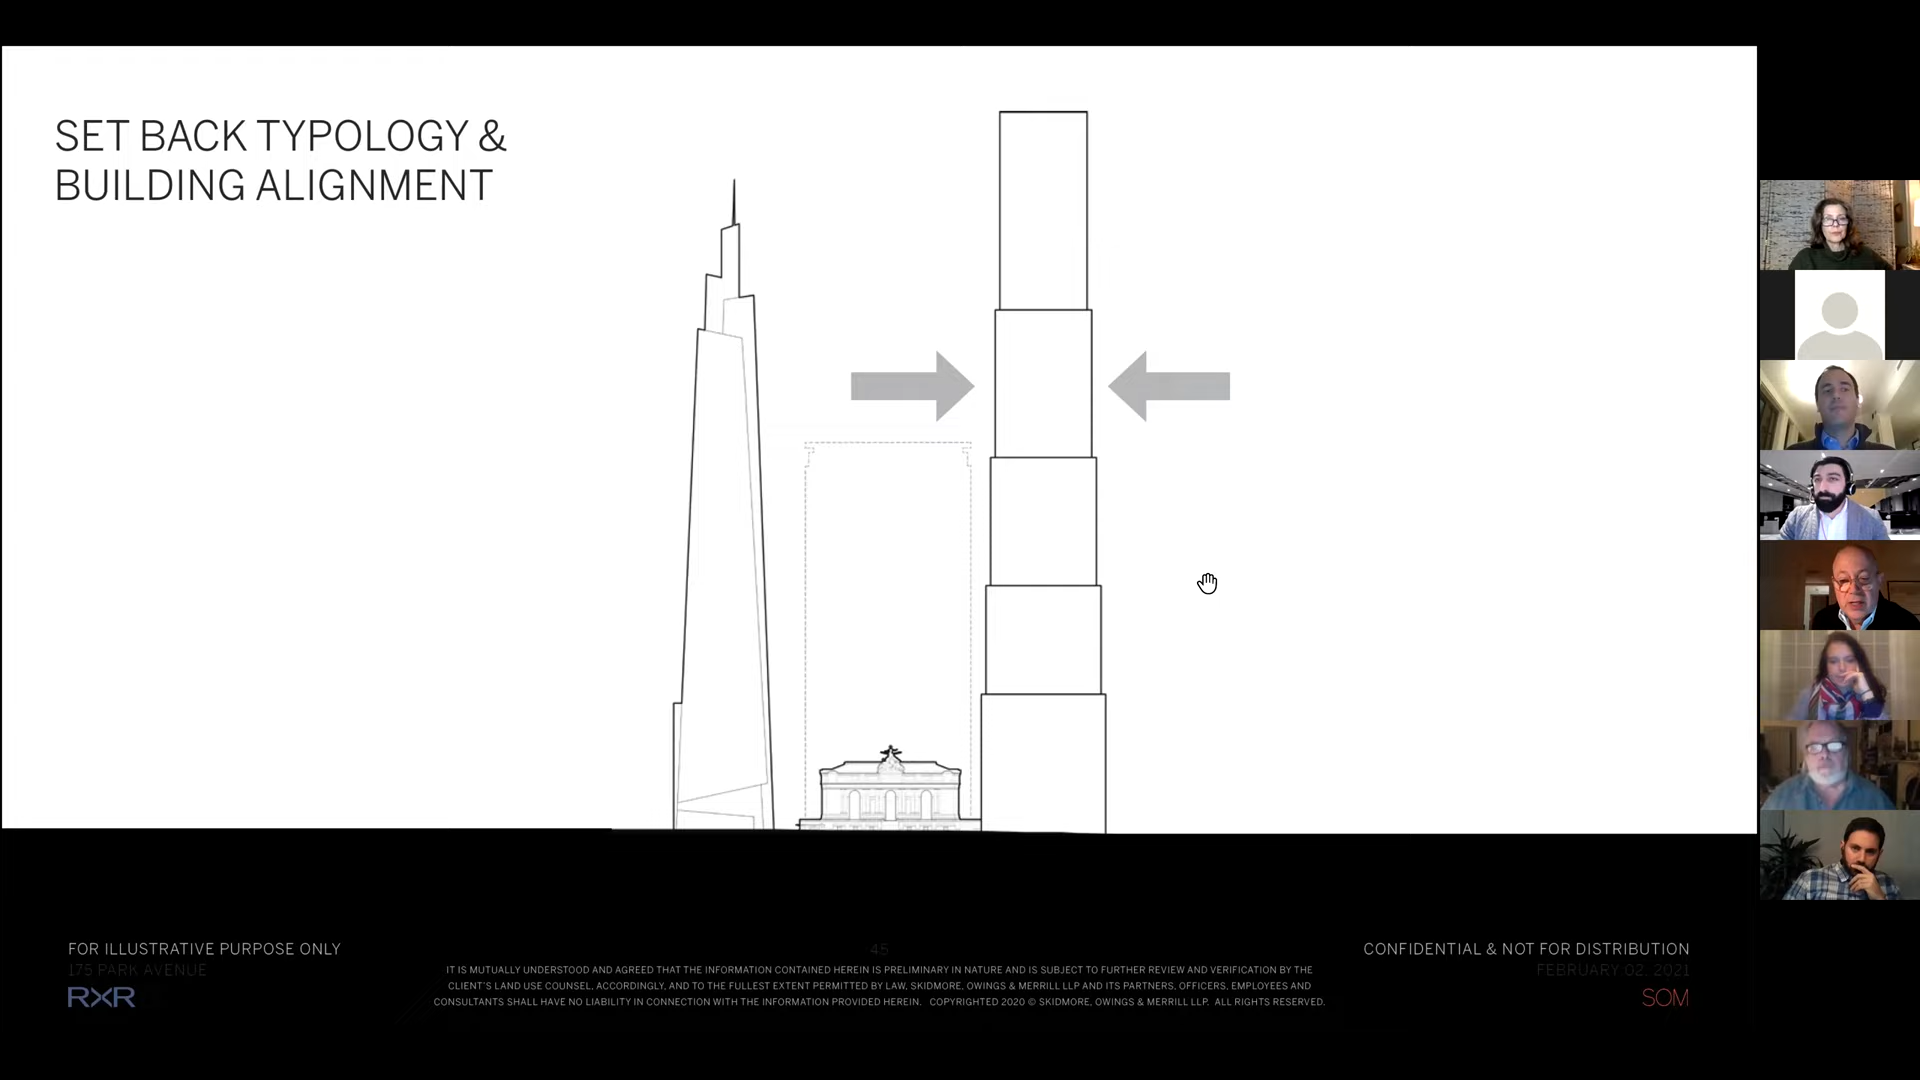 SET BACK TYPOLOGY &
BUILDING ALIGNMENT
FOR ILLUSTRATIVE PURPOSE ONLY
175 PARK AVENUE
RXR
45
IT IS MUTUALLY UNDERSTOOD AND AGREED THAT THE INFORMATION CONTAINED HEREIN IS PRELIMINARY IN NATURE AND IS SUBJECT TO FURTHER REVIEW AND VERIFICATION BY THE
CLIENT'S LAND USE COUNSEL, ACCORDINGLY, AND TO THE FULLEST EXTENT PERMITTED BY LAW, SKIDMORE, OWINGS & MERRILL LLP AND ITS PARTNERS, OFFICERS, EMPLOYEES AND
CONSULTANTS SHALL HAVE NO LIABILITY IN CONNECTION WITH THE INFORMATION PROVIDED HEREIN. COPYRIGHTED 2020 © SKIDMORE, OWINGS & MERRILL LLP. ALL RIGHTS RESERVED.
CONFIDENTIAL & NOT FOR DISTRIBUTION
FEBRUARY 02, 2021
SOM